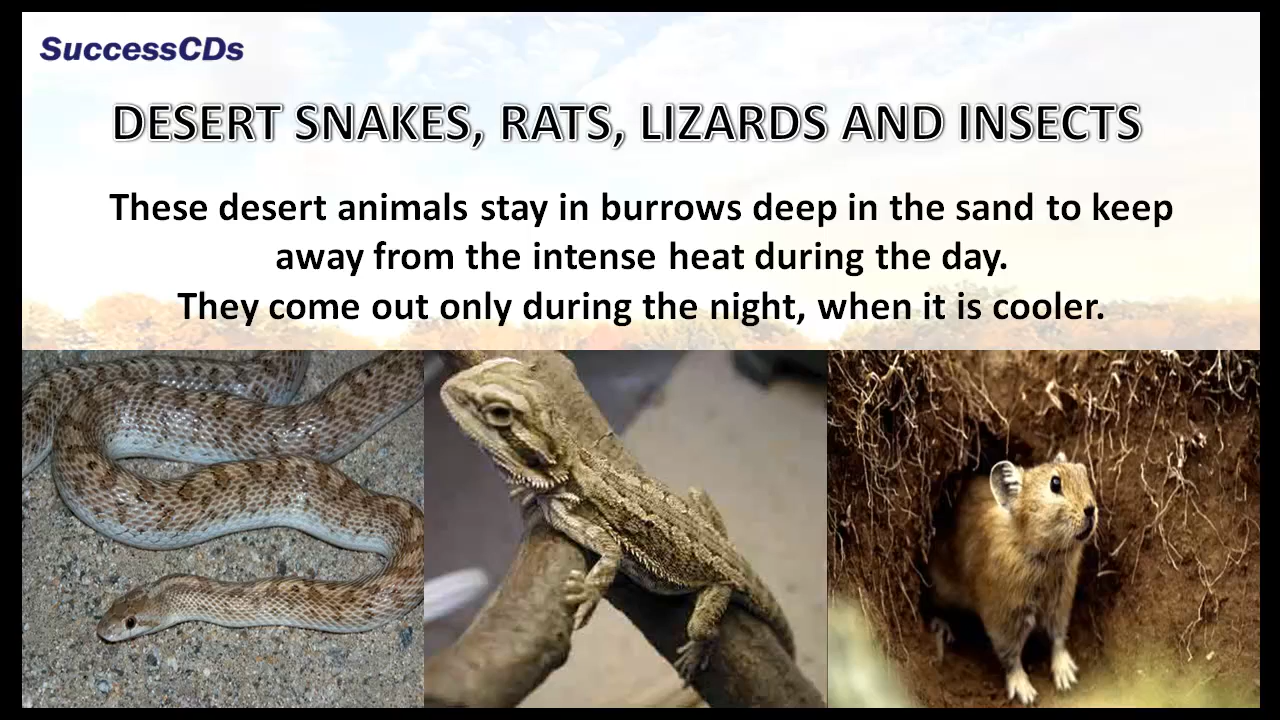 SuccessCDs
DESERT SNAKES, RATS, LIZARDS AND INSECTS
These desert animals stay in burrows deep in the sand to keep
away from the intense heat during the day.
They come out only during the night, when it is cooler.